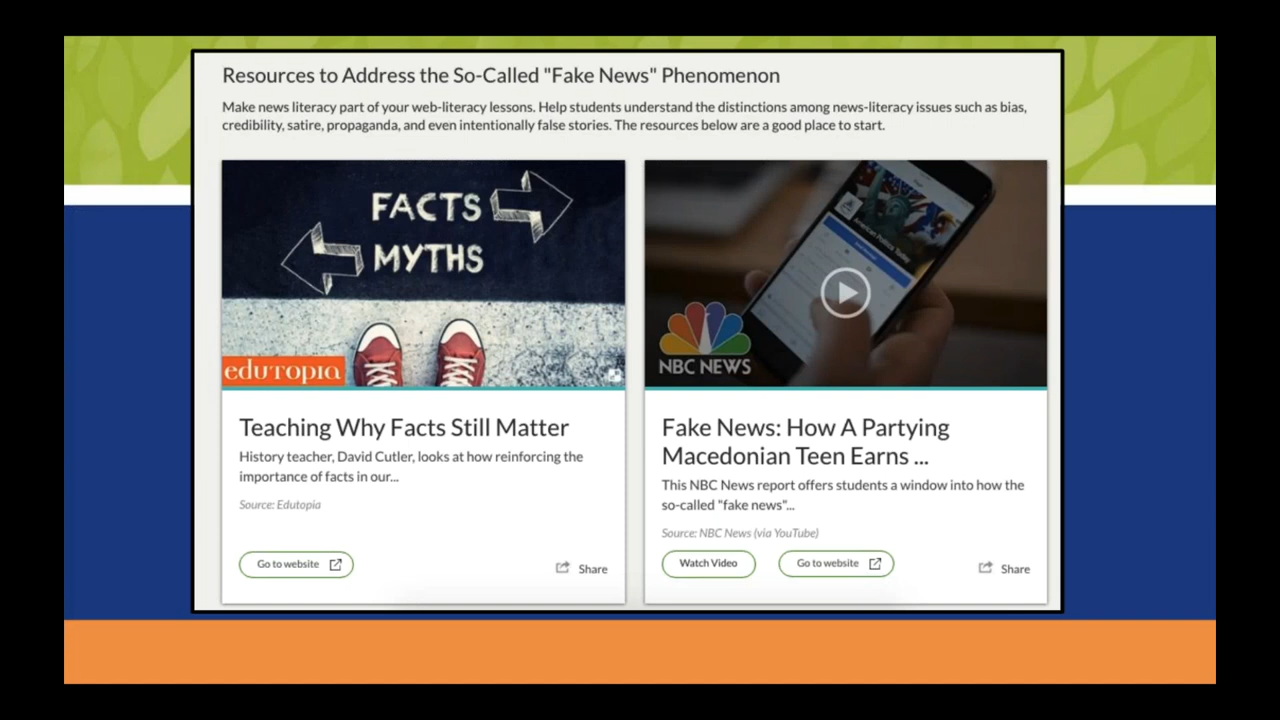 Resources to Address the So-Called "Fake News" Phenomenon
Make news literacy part of your web-literacy lessons. Help students understand the distinctions among news-literacy issues such as bias,
credibility, satire, propaganda, and even intentionally false stories. The resources below are a good place to start.
FACTS
MYTHS
edutopia
American Politics Today
NBC NEWS
Teaching Why Facts Still Matter
History teacher, David Cutler, looks at how reinforcing the
importance of facts in our...
Source: Edutopia
Go to website
Share
Fake News: How A Partying
Macedonian Teen Earns ...
This NBC News report offers students a window into how the
so-called "fake news"...
Source: NBC News (via YouTube)
Watch Video
Go to website
Share